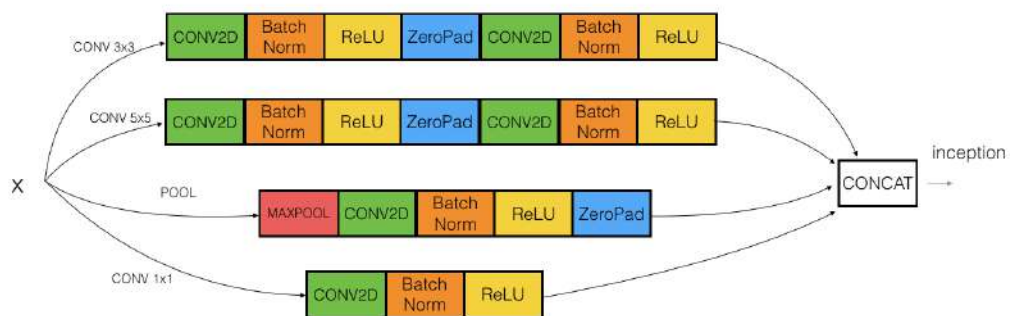 CONV 3x3
CONV2D Batch Norm ReLU ZeroPad CONV2D Batch Norm ReLU
CONV 5x5
CONV2D Batch Norm ReLU ZeroPad CONV2D Batch Norm ReLU
X
POOL
MAXPOOL CONV2D Batch Norm ReLU ZeroPad
CONV 1x1
CONV2D Batch Norm ReLU
CONCAT
inception